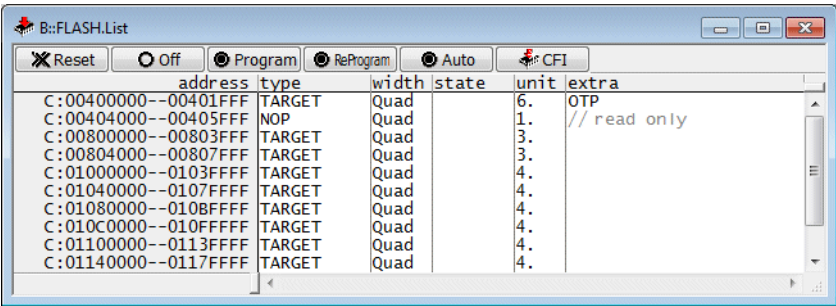 B::FLASH.List
Reset Off Program ReProgram Auto CFI
address type width state unit extra
C:00400000--00401FFF TARGET Quad 6. OTP
C:00404000--00405FFF NOP Quad 1. // read only
C:00800000--00803FFF TARGET Quad 3.
C:00804000--00807FFF TARGET Quad 3.
C:01000000--0103FFFF TARGET Quad 4.
C:01040000--0107FFFF TARGET Quad 4.
C:01080000--010BFFFF TARGET Quad 4.
C:010C0000--010FFFFF TARGET Quad 4.
C:01100000--0113FFFF TARGET Quad 4.
C:01140000--0117FFFF TARGET Quad 4.